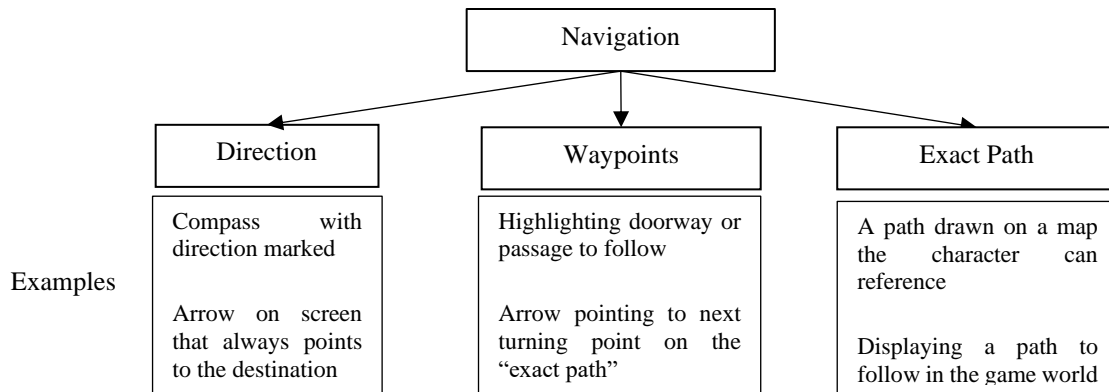 Navigation
Direction
Waypoints
Exact Path
Examples
Compass with
direction marked
Arrow on screen
that always points
to the destination
Highlighting doorway or
passage to follow
Arrow pointing to next
turning point on the
“exact path”
A path drawn on a map
the character can
reference
Displaying a path to
follow in the game world